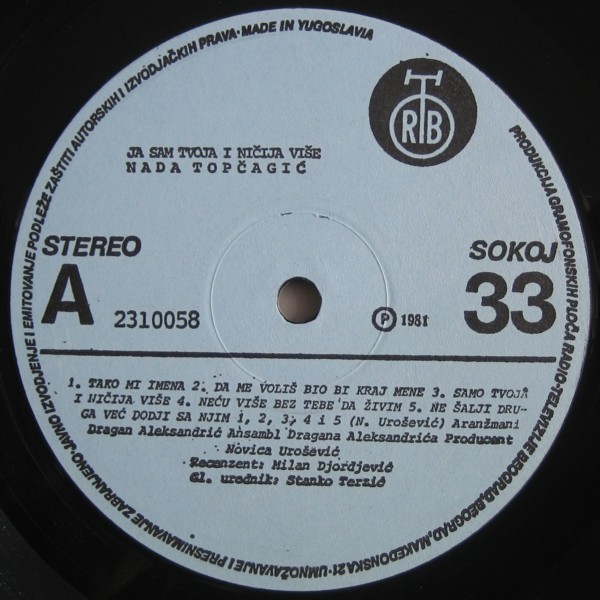 PRODUKCIJA GRAMOFONSKIH PLOČA RADIO-TELEVIZIJE BEOGRAD, BEOGRAD, MAKEDONSKA 21 · UMNOŽAVANJE I PRESNIMAVANJE ZABRANJENO · JAVNO IZVODJENJE I EMITOVANJE PODLEŽE ZAŠTITI AUTORSKIH I IZVODJAČKIH PRAVA · MADE IN YUGOSLAVIA
RTB
JA SAM TVOJA I NIČIJA VIŠE
NADA TOPČAGIĆ
STEREO
SOKOJ
A
2310058
℗ 1981
33
1. TAKO MI IMENA 2. DA ME VOLIŠ BIO BI KRAJ MENE 3. SAMO TVOJA
I NIČIJA VIŠE 4. NEĆU VIŠE BEZ TEBE DA ŽIVIM 5. NE ŠALJI DRU-
GA VEĆ DODJI SA NJIM 1, 2, 3, 4 i 5 (N. Urošević) Aranžmani
Dragan Aleksandrić Ansambl Dragana Aleksandrića Producent
Novica Urošević
Recenzent: Milan Djordjević
Gl. urednik: Stanko Terzić